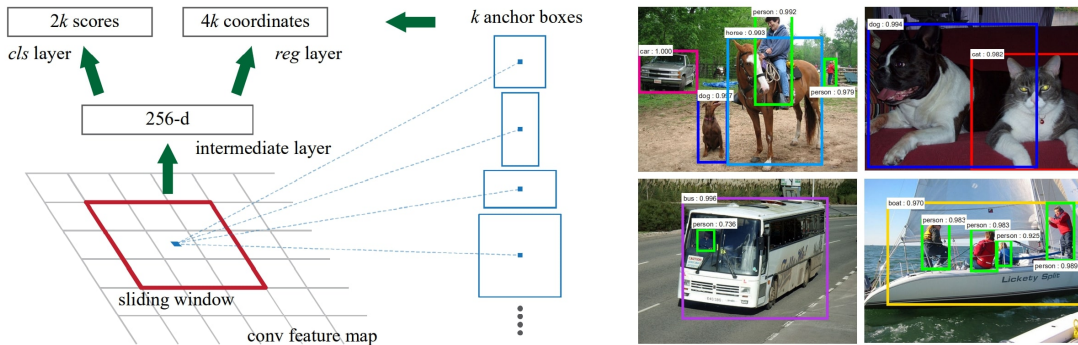 2k scores
4k coordinates
k anchor boxes
cls layer
reg layer
256-d
intermediate layer
sliding window
conv feature map
person : 0.992
horse : 0.993
car : 1.000
dog : 0.997
person : 0.979
dog : 0.994
cat : 0.982
bus : 0.996
person : 0.736
boat : 0.970
person : 0.983
person : 0.983
person : 0.925
person : 0.989
Lickety Split